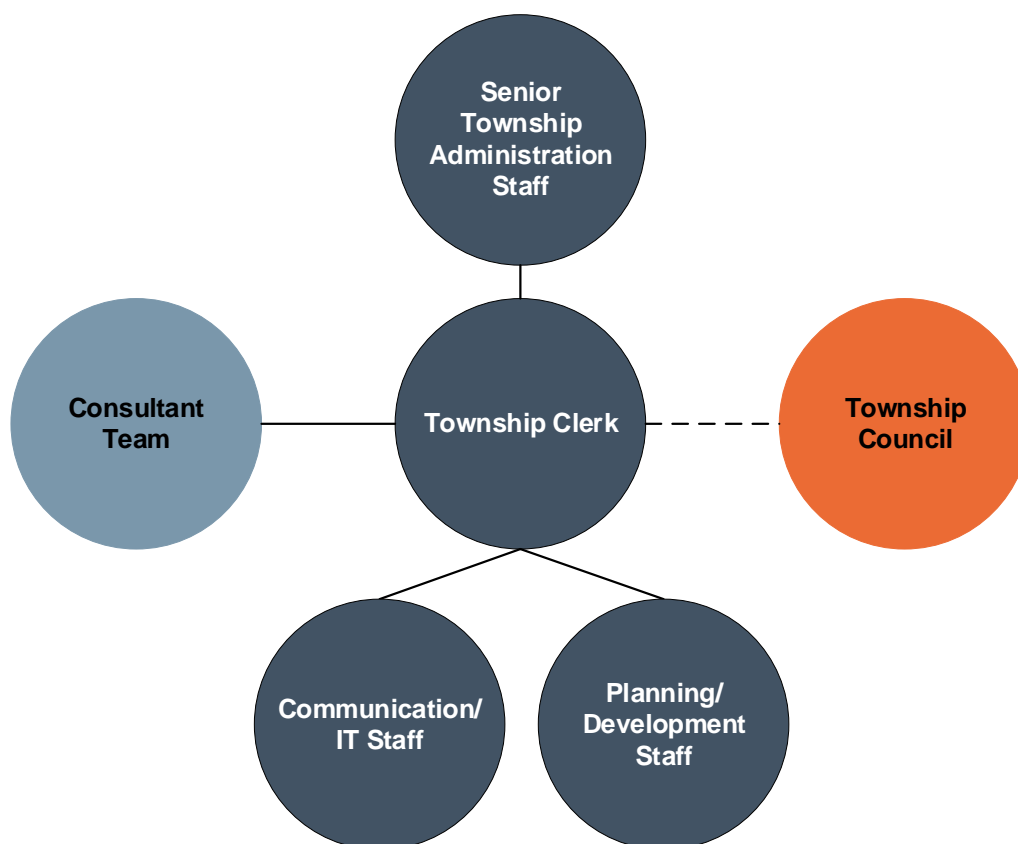 Senior
Township
Administration
Staff
Consultant
Team
Township Clerk
Township
Council
Communication/
IT Staff
Planning/
Development
Staff